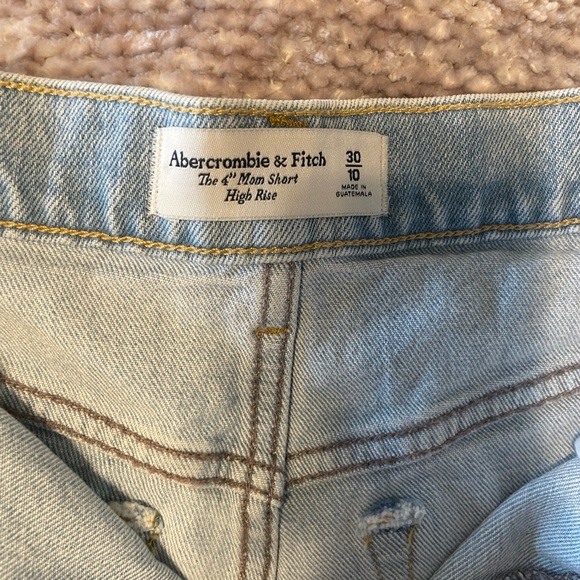 Abercrombie & Fitch
The 4" Mom Short
High Rise
30
10
MADE IN
GUATEMALA